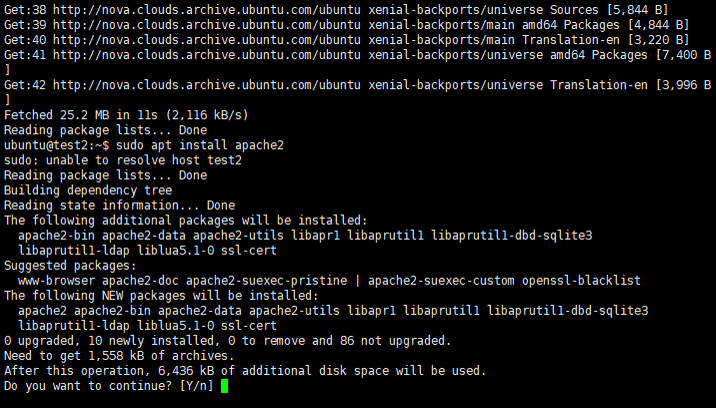 Get:38 http://nova.clouds.archive.ubuntu.com/ubuntu xenial-backports/universe Sources [5,844 B]
Get:39 http://nova.clouds.archive.ubuntu.com/ubuntu xenial-backports/main amd64 Packages [4,844 B]
Get:40 http://nova.clouds.archive.ubuntu.com/ubuntu xenial-backports/main Translation-en [3,220 B]
Get:41 http://nova.clouds.archive.ubuntu.com/ubuntu xenial-backports/universe amd64 Packages [7,400 B
]
Get:42 http://nova.clouds.archive.ubuntu.com/ubuntu xenial-backports/universe Translation-en [3,996 B
]
Fetched 25.2 MB in 11s (2,116 kB/s)
Reading package lists... Done
ubuntu@test2:~$ sudo apt install apache2
sudo: unable to resolve host test2
Reading package lists... Done
Building dependency tree
Reading state information... Done
The following additional packages will be installed:
  apache2-bin apache2-data apache2-utils libapr1 libaprutil1 libaprutil1-dbd-sqlite3
  libaprutil1-ldap liblua5.1-0 ssl-cert
Suggested packages:
  www-browser apache2-doc apache2-suexec-pristine | apache2-suexec-custom openssl-blacklist
The following NEW packages will be installed:
  apache2 apache2-bin apache2-data apache2-utils libapr1 libaprutil1 libaprutil1-dbd-sqlite3
  libaprutil1-ldap liblua5.1-0 ssl-cert
0 upgraded, 10 newly installed, 0 to remove and 86 not upgraded.
Need to get 1,558 kB of archives.
After this operation, 6,436 kB of additional disk space will be used.
Do you want to continue? [Y/n]